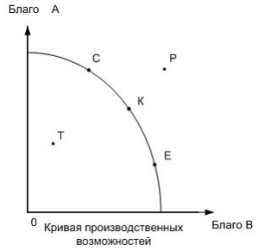 Благо А
С
Р
К
Т
Е
0
Благо В
Кривая производственных
возможностей